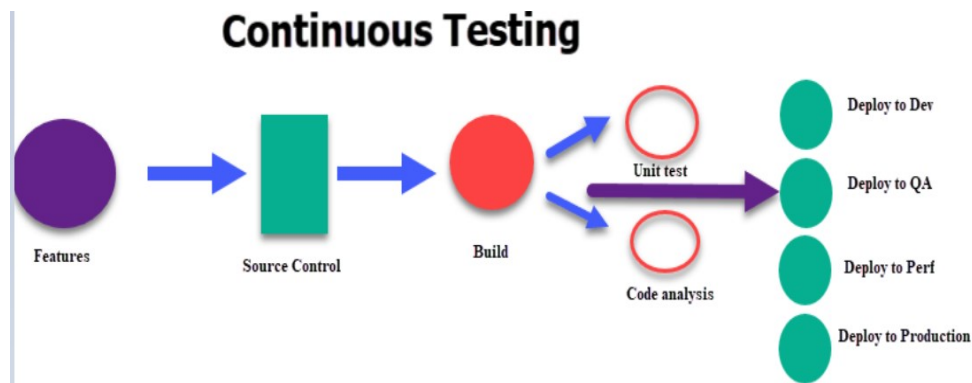 Continuous Testing
Features
Source Control
Build
Unit test
Code analysis
Deploy to Dev
Deploy to QA
Deploy to Perf
Deploy to Production